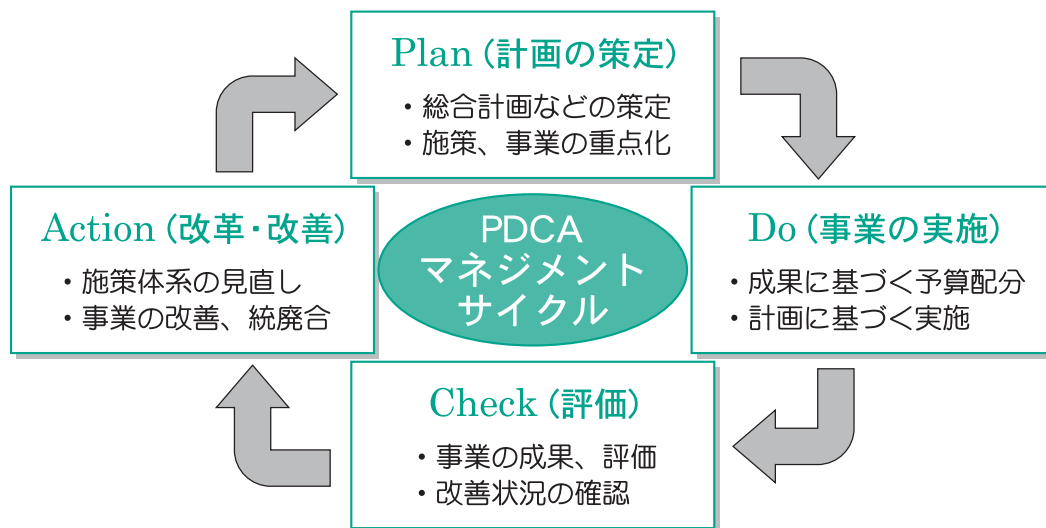 Plan（計画の策定）
・総合計画などの策定
・施策、事業の重点化
Do（事業の実施）
・成果に基づく予算配分
・計画に基づく実施
Check（評価）
・事業の成果、評価
・改善状況の確認
Action（改革・改善）
・施策体系の見直し
・事業の改善、統廃合
PDCA
マネジメント
サイクル